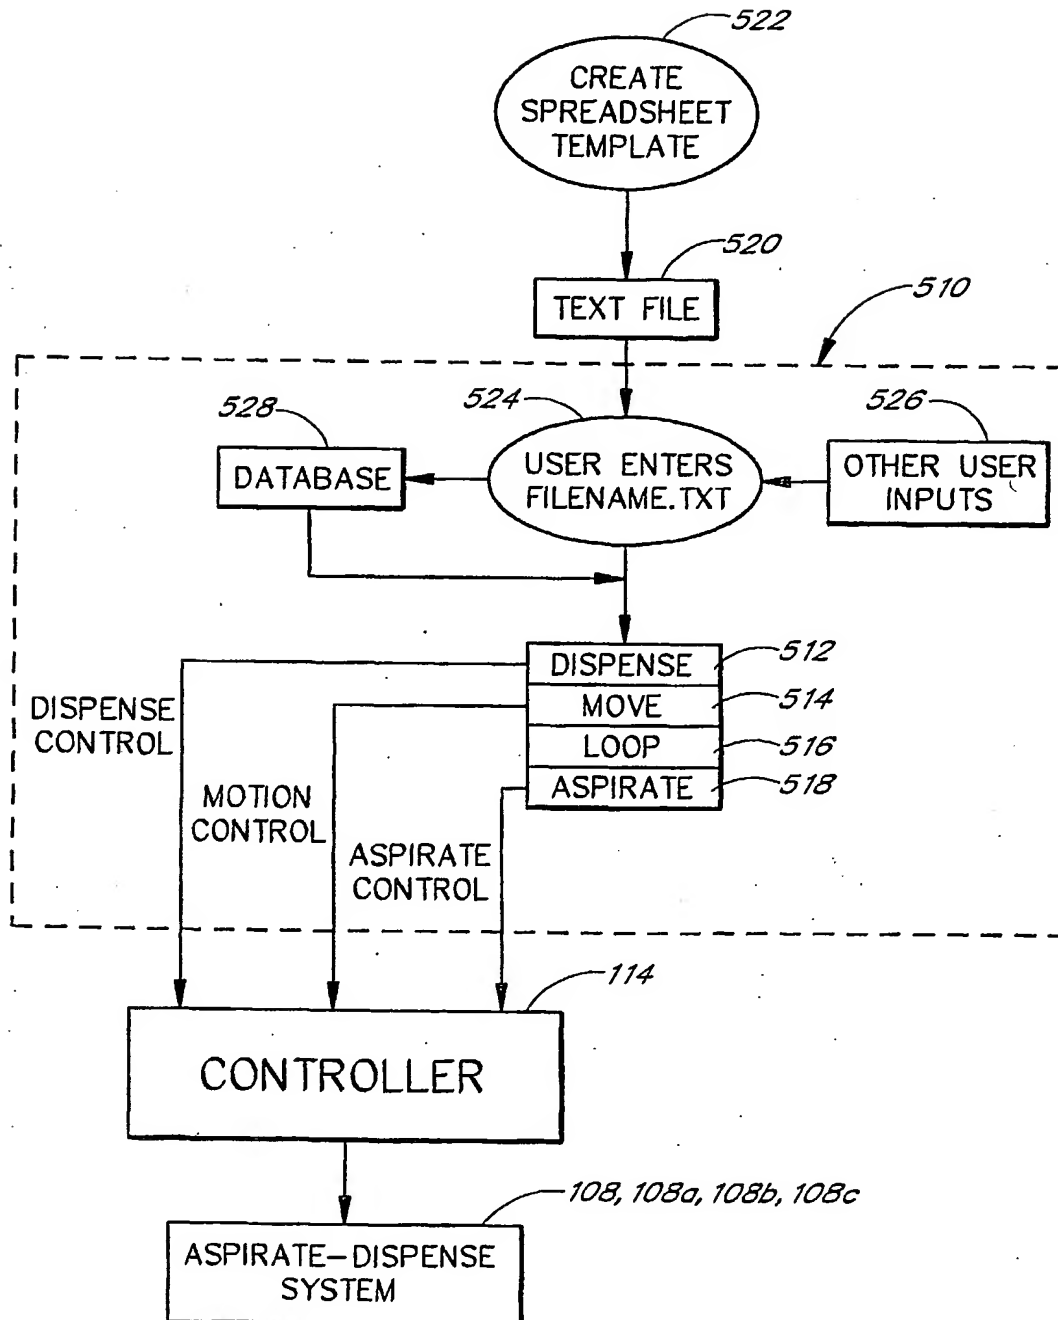 522
CREATE
SPREADSHEET
TEMPLATE
520
TEXT FILE
510
528
524
526
DATABASE
USER ENTERS
FILENAME.TXT
OTHER USER
INPUTS
DISPENSE
512
MOVE
514
LOOP
516
ASPIRATE
518
DISPENSE
CONTROL
MOTION
CONTROL
ASPIRATE
CONTROL
114
CONTROLLER
108, 108a, 108b, 108c
ASPIRATE-DISPENSE
SYSTEM